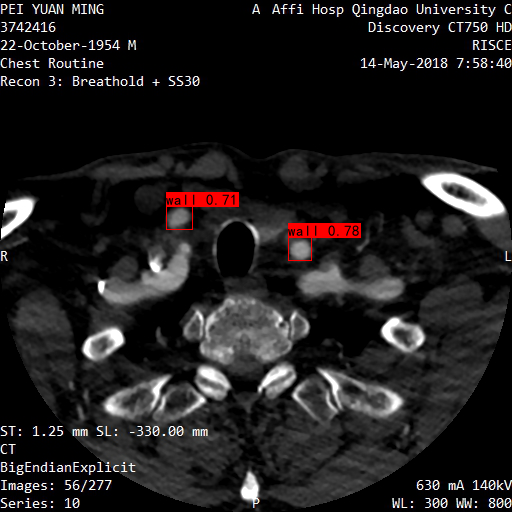 PEI YUAN MING
3742416
22-October-1954 M
Chest Routine
Recon 3: Breathold + SS30
A Affi Hosp Qingdao University C
Discovery CT750 HD
RISCE
14-May-2018 7:58:40
wall 0.71
wall 0.78
R
L
ST: 1.25 mm SL: -330.00 mm
CT
BigEndianExplicit
Images: 56/277
Series: 10
P
630 mA 140kV
WL: 300 WW: 800